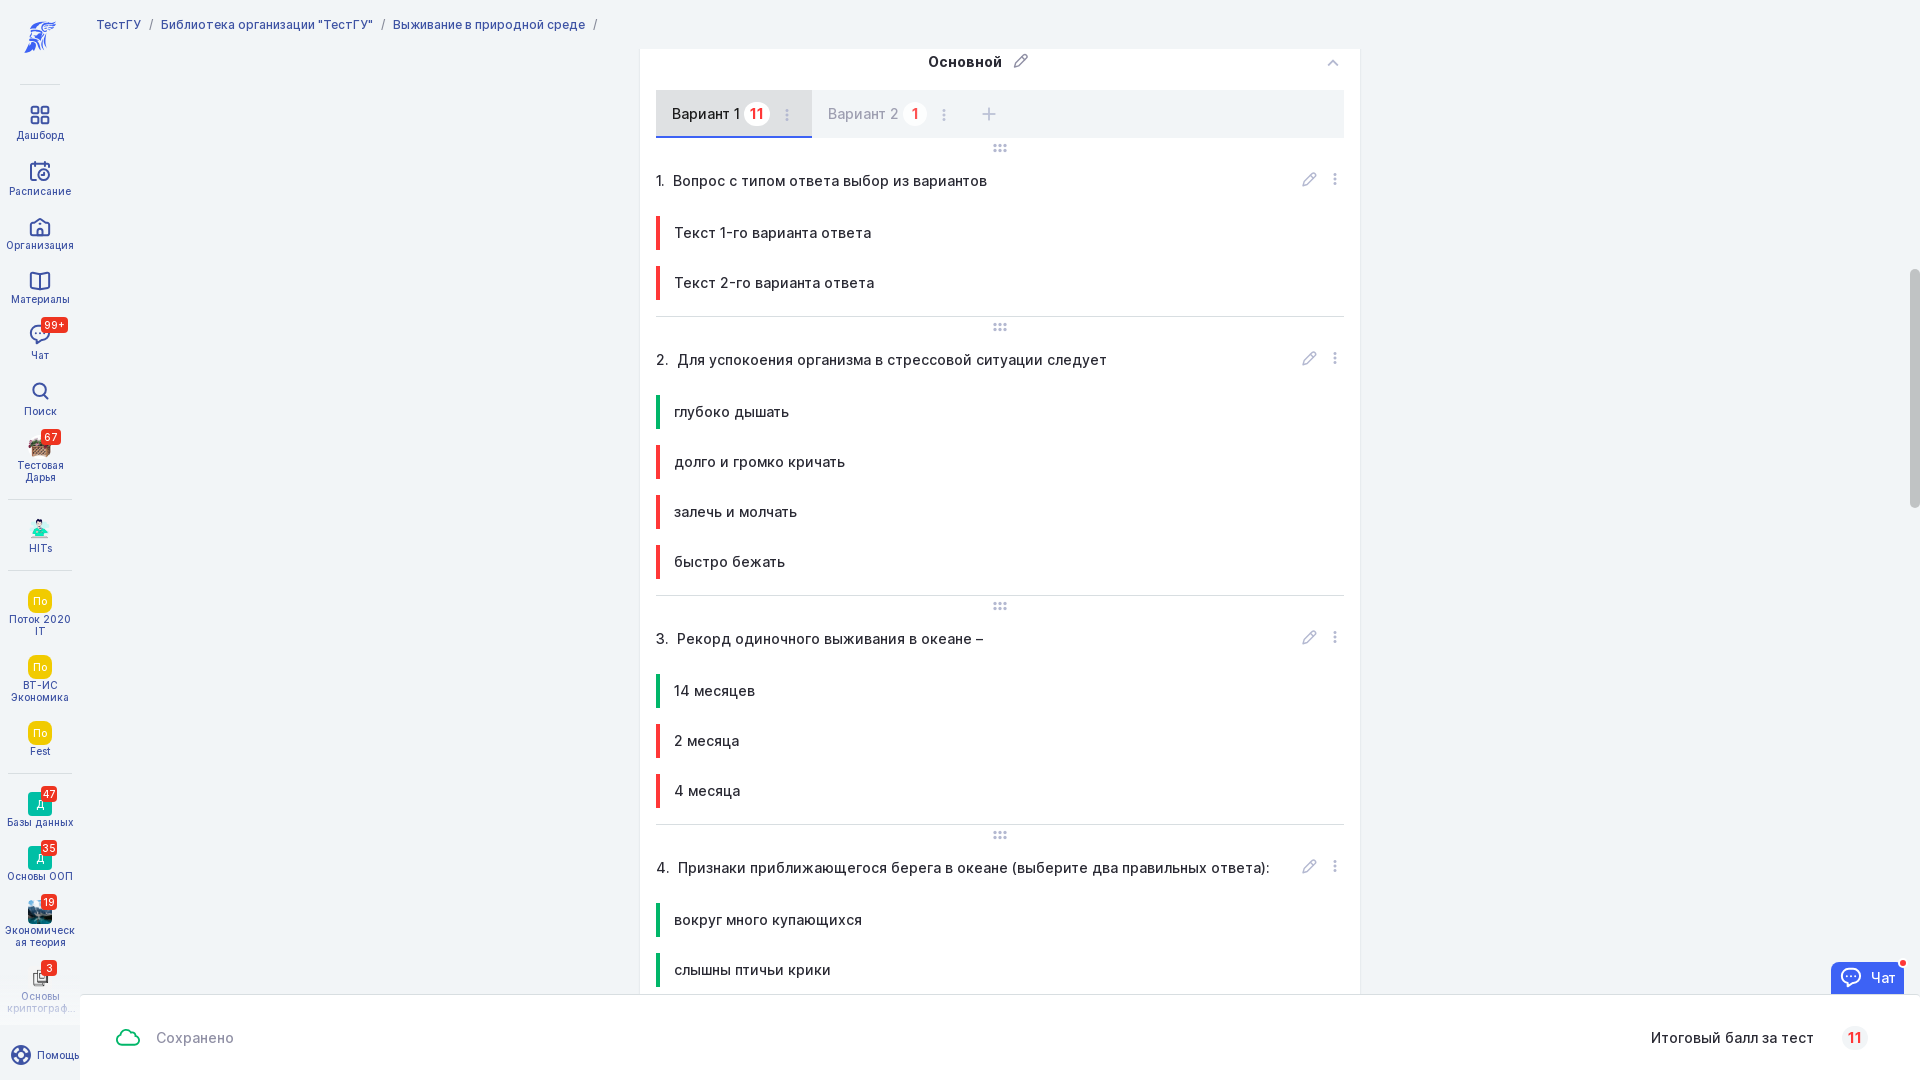 ТестГУ / Библиотека организации "ТестГУ" / Выживание в природной среде /
Дашборд
Расписание
Организация
Материалы
99+
Чат
Поиск
67
Тестовая
Дарья
HITs
По
Поток 2020
IT
По
ВТ-ИС
Экономика
По
Fest
47
Д
Базы данных
35
Д
Основы ООП
19
Экономическ
ая теория
3
Основы
криптограф...
Помощь
Основной
Вариант 1 11
Вариант 2 1
1. Вопрос с типом ответа выбор из вариантов
Текст 1-го варианта ответа
Текст 2-го варианта ответа
2. Для успокоения организма в стрессовой ситуации следует
глубоко дышать
долго и громко кричать
залечь и молчать
быстро бежать
3. Рекорд одиночного выживания в океане –
14 месяцев
2 месяца
4 месяца
4. Признаки приближающегося берега в океане (выберите два правильных ответа):
вокруг много купающихся
слышны птичьи крики
Чат
Сохранено
Итоговый балл за тест 11